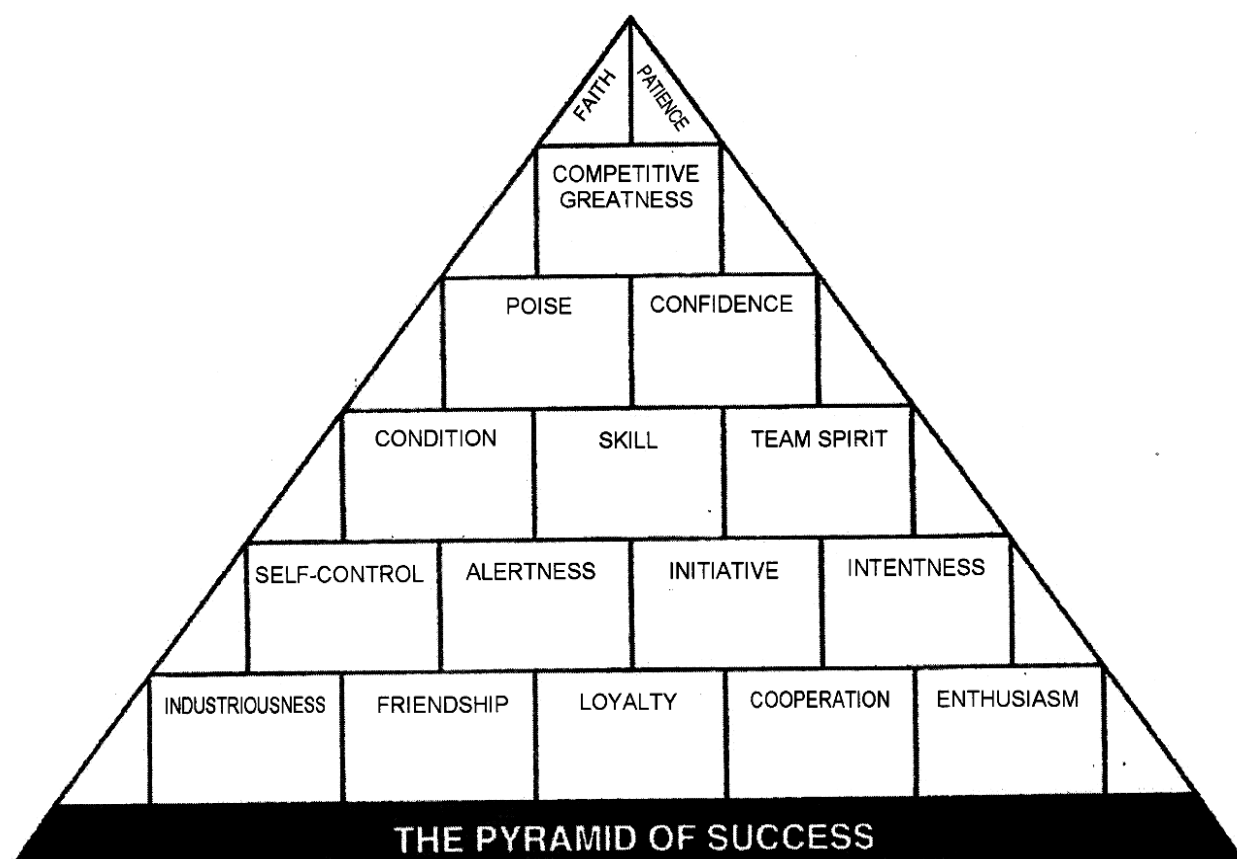 FAITH
PATIENCE
COMPETITIVE
GREATNESS
POISE
CONFIDENCE
CONDITION
SKILL
TEAM SPIRIT
SELF-CONTROL
ALERTNESS
INITIATIVE
INTENTNESS
INDUSTRIOUSNESS
FRIENDSHIP
LOYALTY
COOPERATION
ENTHUSIASM
THE PYRAMID OF SUCCESS